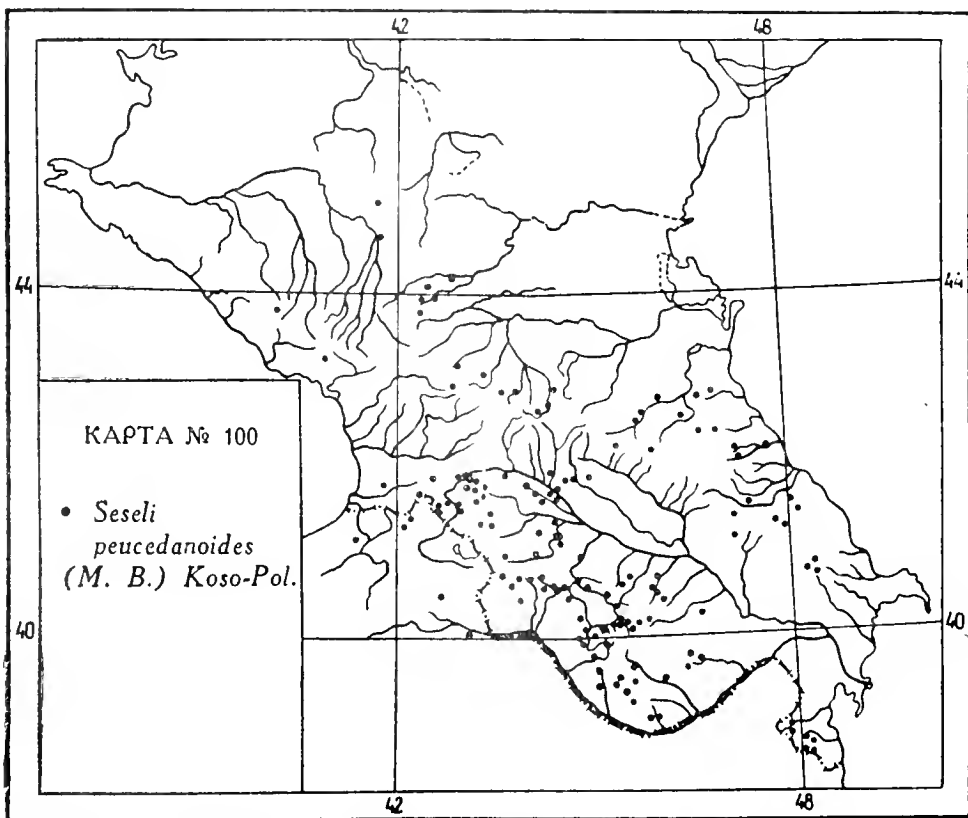 42 48
44 44
КАРТА № 100
• Seseli
peucedanoides
(M. B.) Koso-Pol.
40 40
42 48